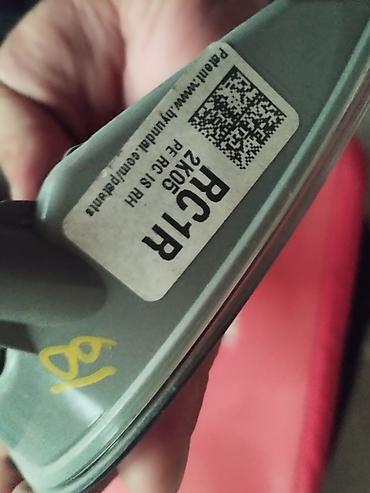 Patent:www.hyundai.com/patents
RC1R
2K05
PE RC IS RH